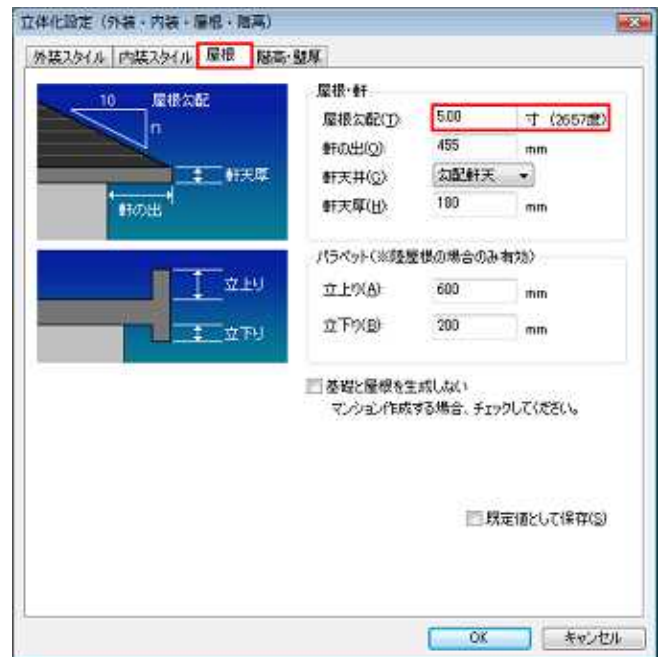 立体化設定（外装・内装・屋根・階高）
外装スタイル 内装スタイル 屋根 階高・壁厚
10 屋根勾配
n
軒天厚
軒の出
立上り
立下り
屋根・軒
屋根勾配(T) 5.00 寸 (26.57度)
軒の出(O) 455 mm
軒天井(G) 勾配軒天
軒天厚(H) 180 mm
パラペット(※陸屋根の場合のみ有効)
立上り(A) 600 mm
立下り(B) 200 mm
基礎と屋根を生成しない
マンション作成する場合、チェックしてください。
既定値として保存(S)
OK キャンセル